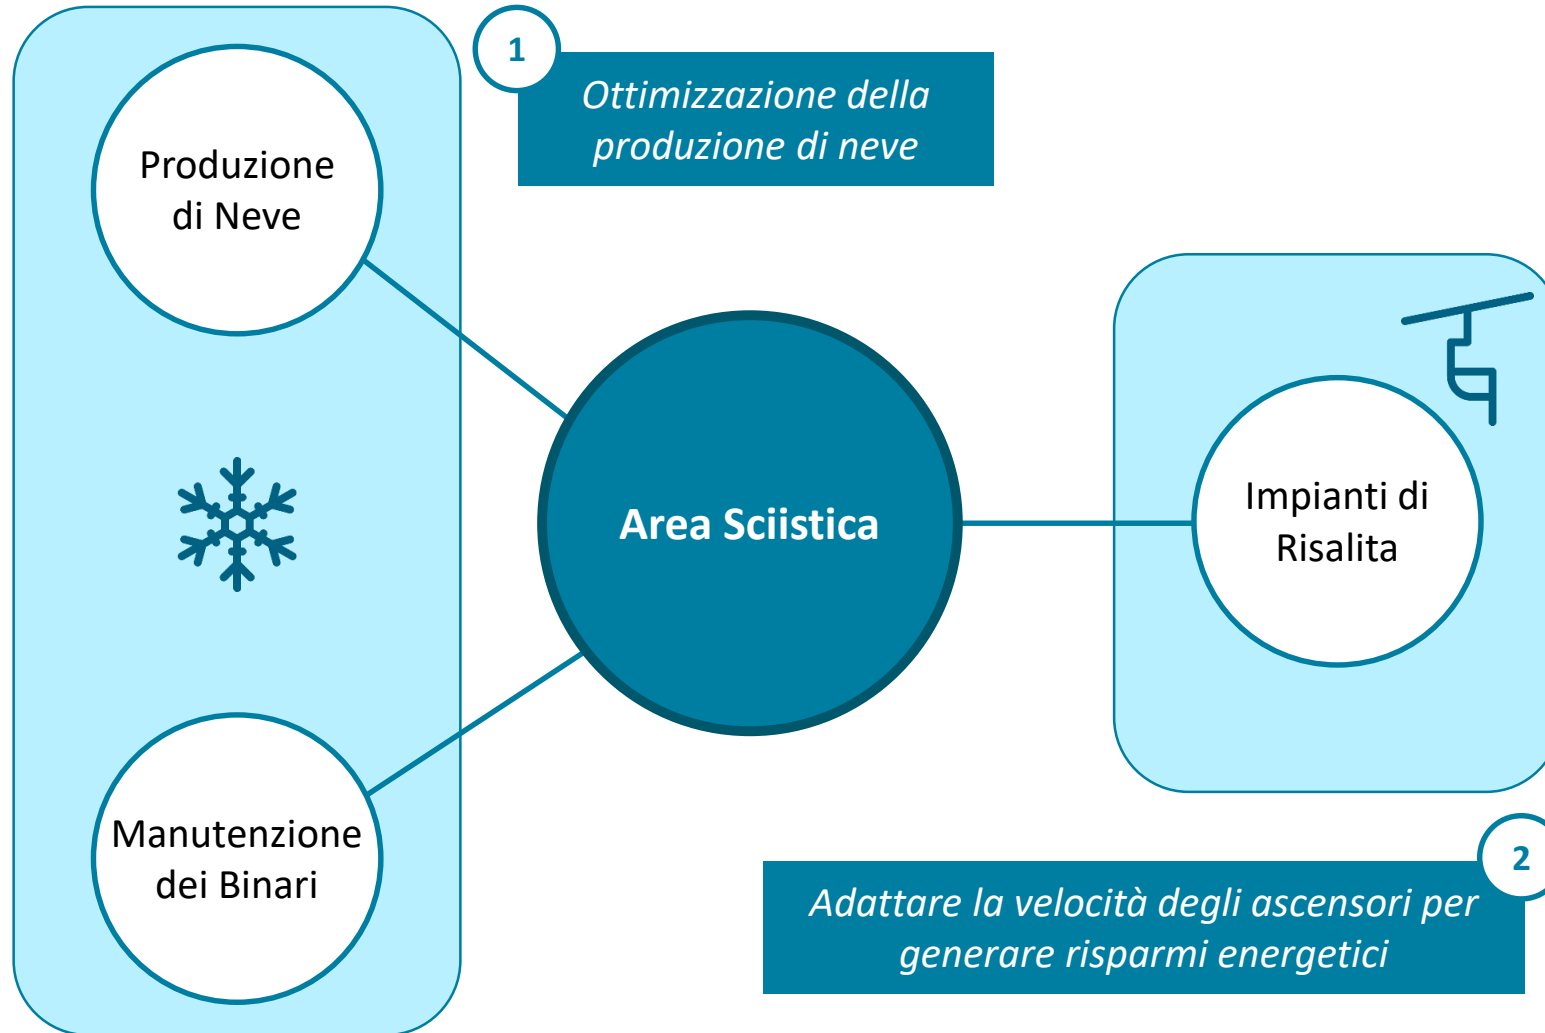 1
Ottimizzazione della
produzione di neve
Produzione
di Neve
Area Sciistica
Impianti di
Risalita
Manutenzione
dei Binari
2
Adattare la velocità degli ascensori per
generare risparmi energetici